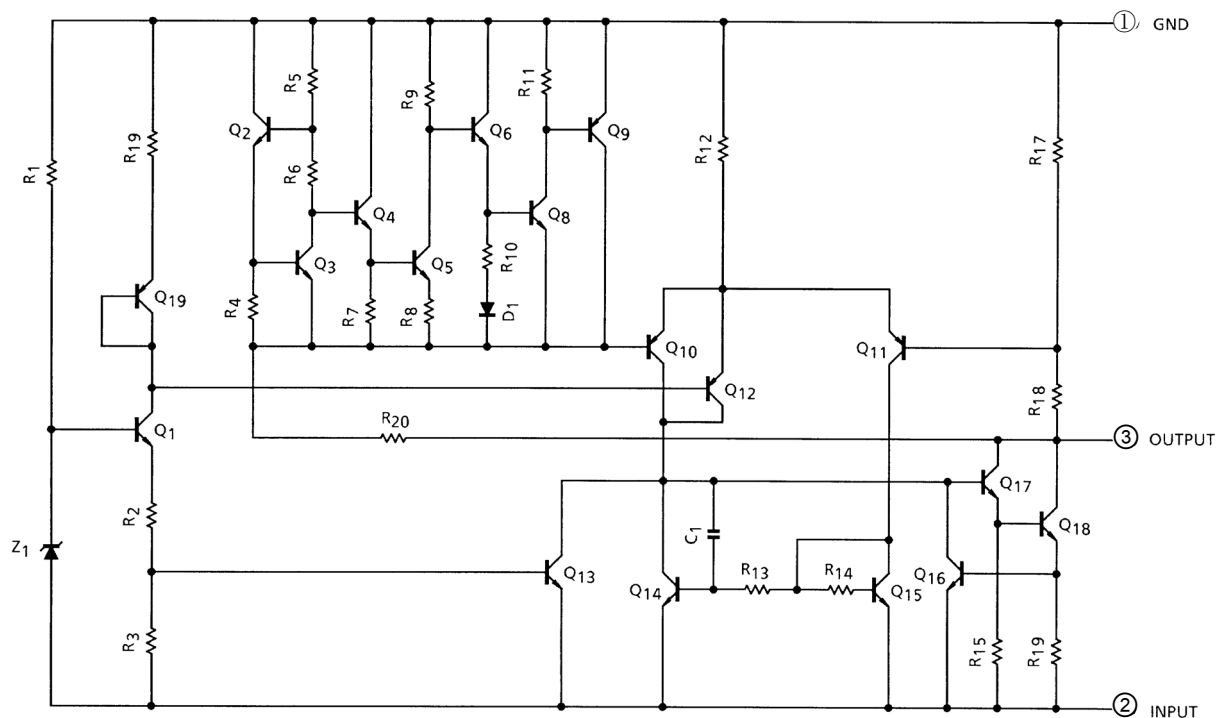 ① GND
R5
R11
R9
Q2
Q6
Q9
R19
R12
R17
R1
R6
Q4
Q8
R10
Q3
Q5
Q19
R4
R7
R8
D1
Q10
Q11
Q12
R18
R20
Q1
③ OUTPUT
Q17
R2
C1
Q18
Z1
Q13
R13
R14
Q16
Q14
Q15
R3
R15
R19
② INPUT